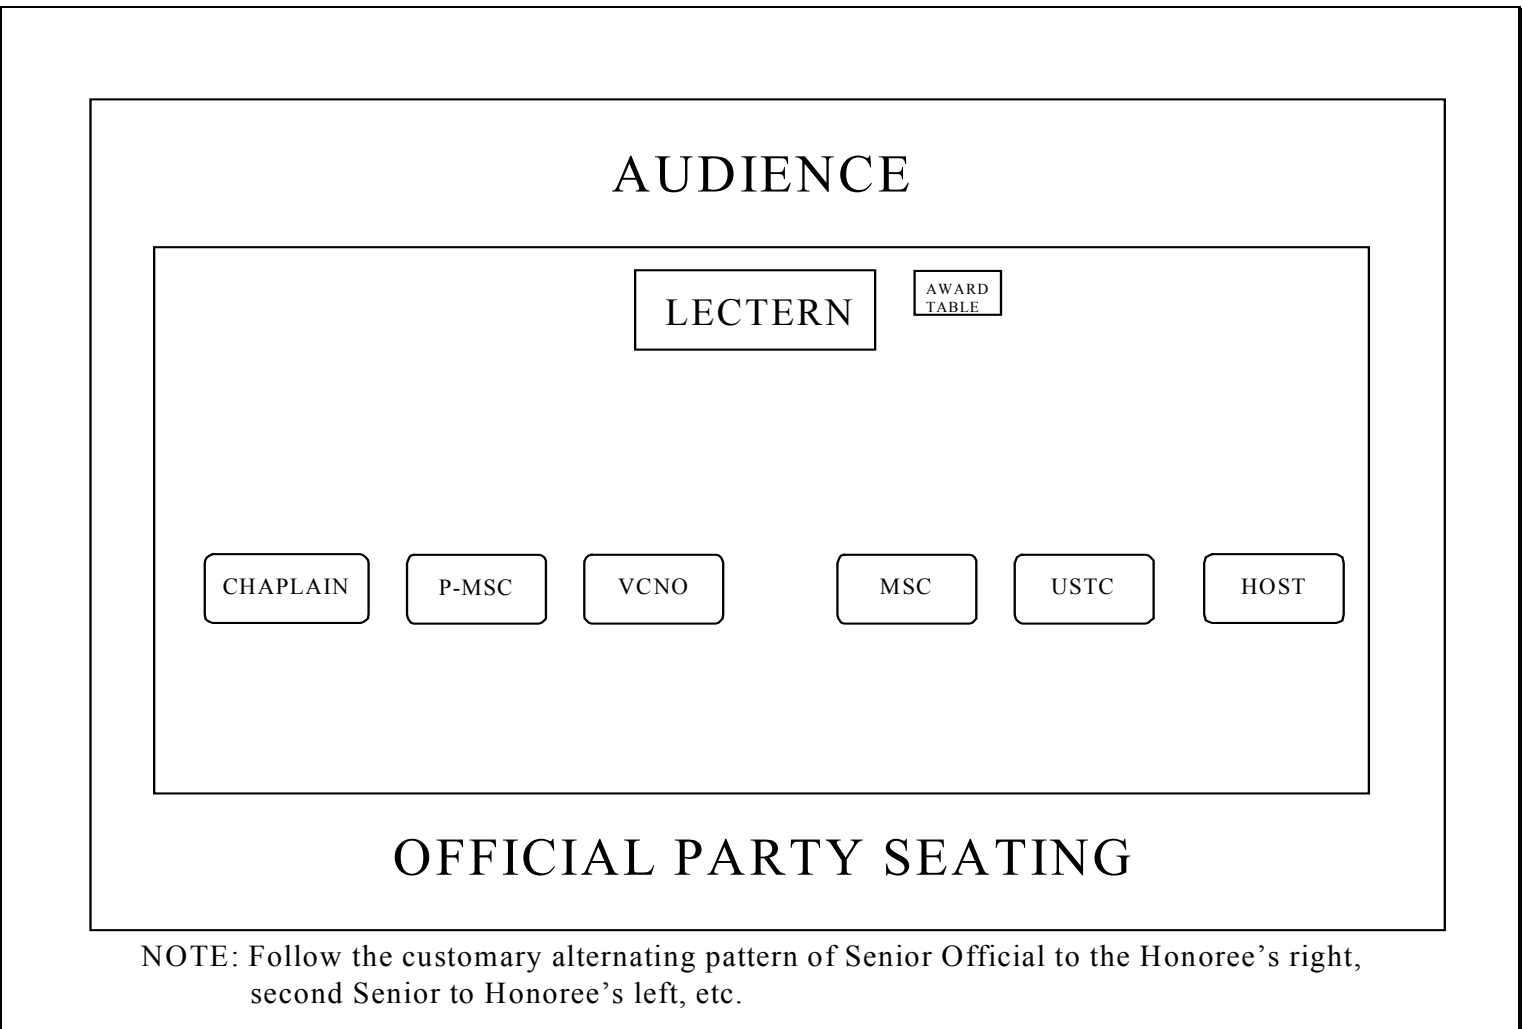 AUDIENCE
LECTERN
AWARD
TABLE
CHAPLAIN
P-MSC
VCNO
MSC
USTC
HOST
OFFICIAL PARTY SEATING
NOTE: Follow the customary alternating pattern of Senior Official to the Honoree’s right,
second Senior to Honoree’s left, etc.